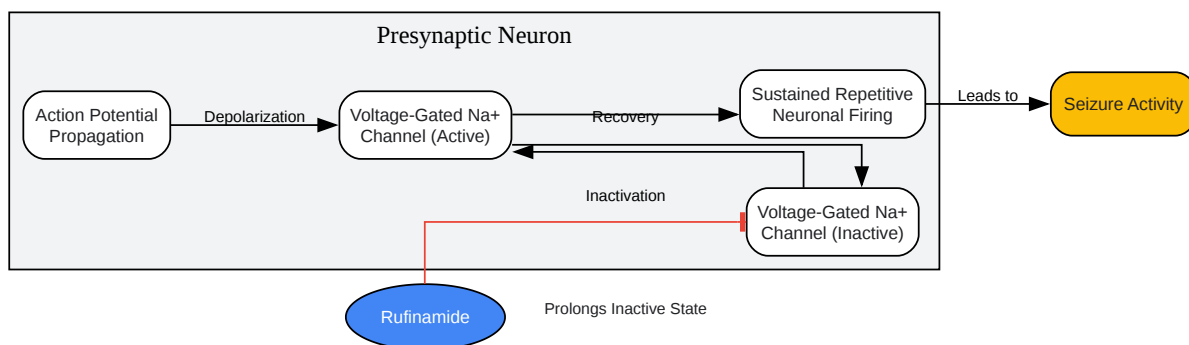 Presynaptic Neuron
Action Potential
Propagation
Depolarization
Voltage-Gated Na+
Channel (Active)
Recovery
Sustained Repetitive
Neuronal Firing
Leads to
Seizure Activity
Inactivation
Voltage-Gated Na+
Channel (Inactive)
Rufinamide
Prolongs Inactive State